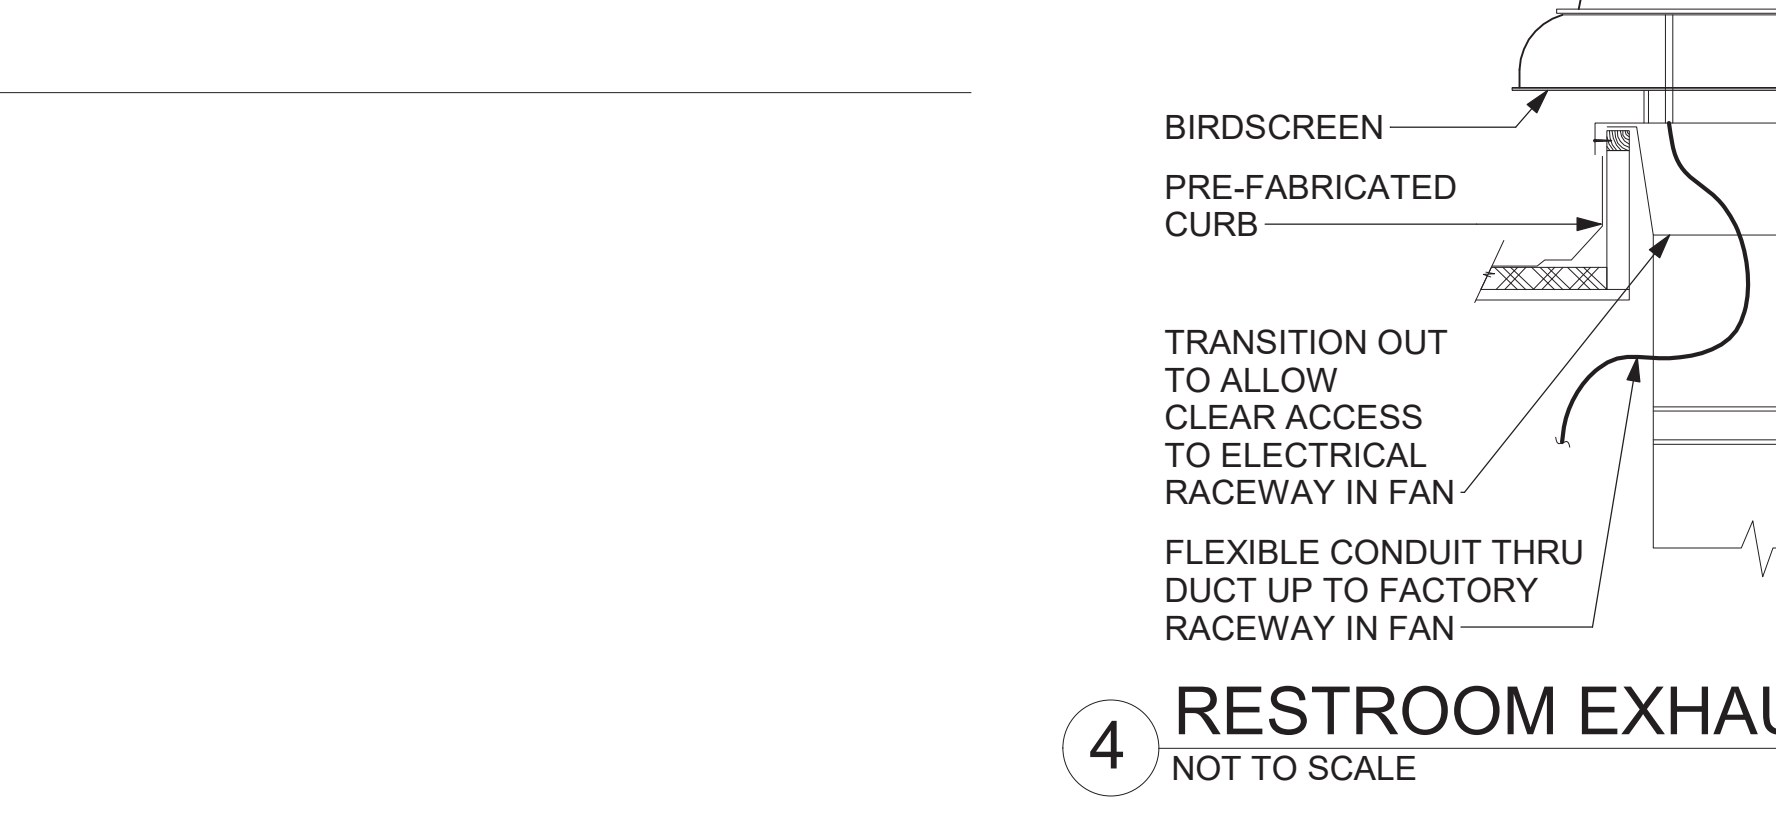 BIRDSCREEN
PRE-FABRICATED
CURB
TRANSITION OUT
TO ALLOW
CLEAR ACCESS
TO ELECTRICAL
RACEWAY IN FAN
FLEXIBLE CONDUIT THRU
DUCT UP TO FACTORY
RACEWAY IN FAN
4
RESTROOM EXHAU
NOT TO SCALE